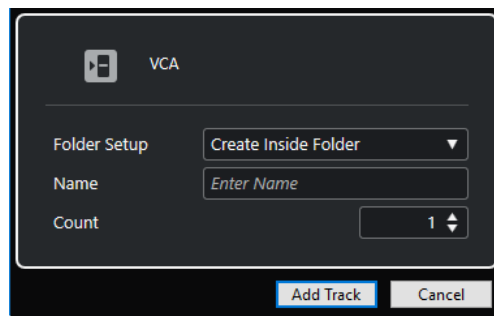 VCA
Folder Setup Create Inside Folder
Name Enter Name
Count 1
Add Track Cancel